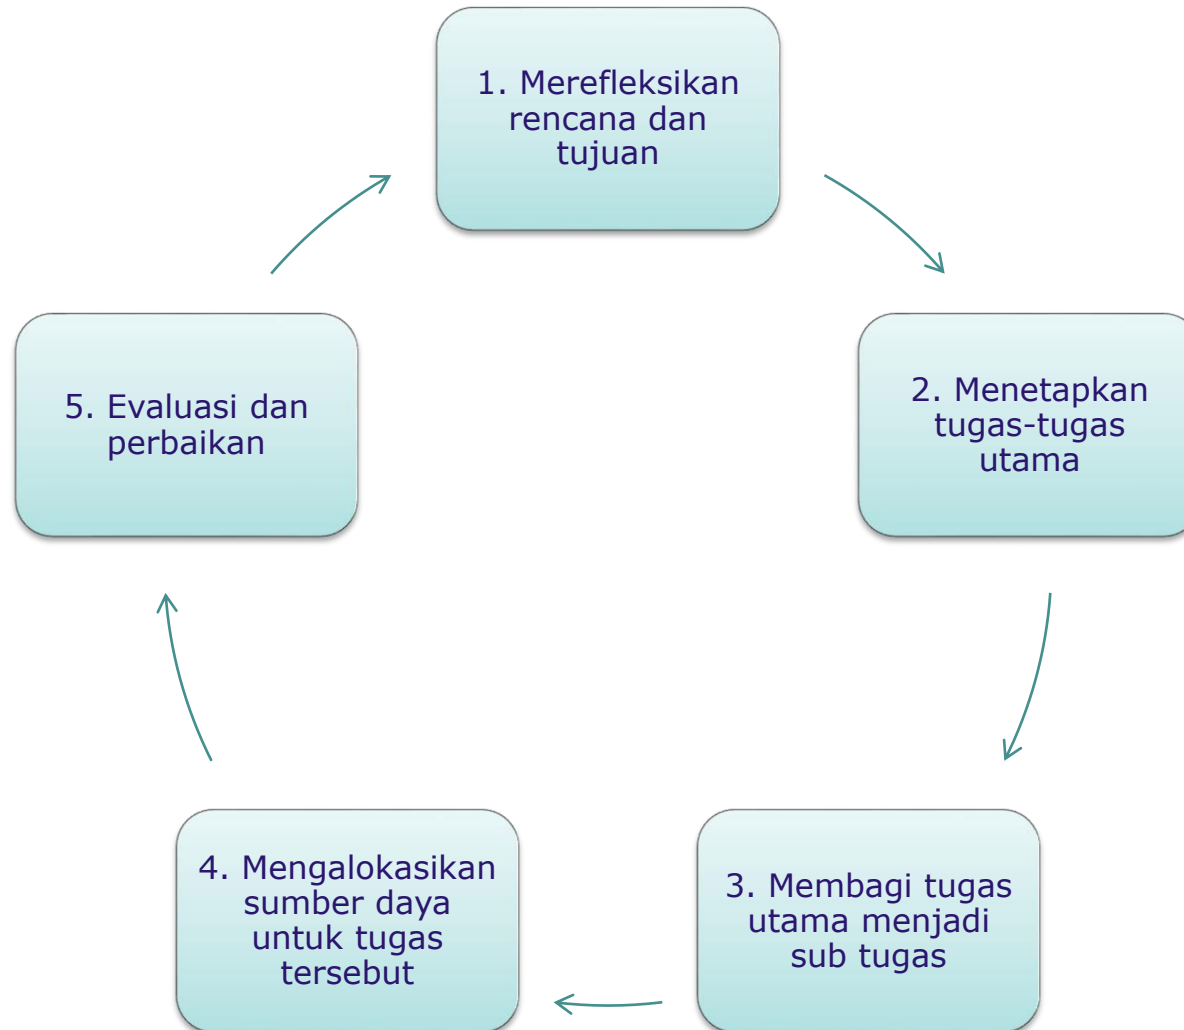 1. Merefleksikan
rencana dan
tujuan
2. Menetapkan
tugas-tugas
utama
3. Membagi tugas
utama menjadi
sub tugas
4. Mengalokasikan
sumber daya
untuk tugas
tersebut
5. Evaluasi dan
perbaikan